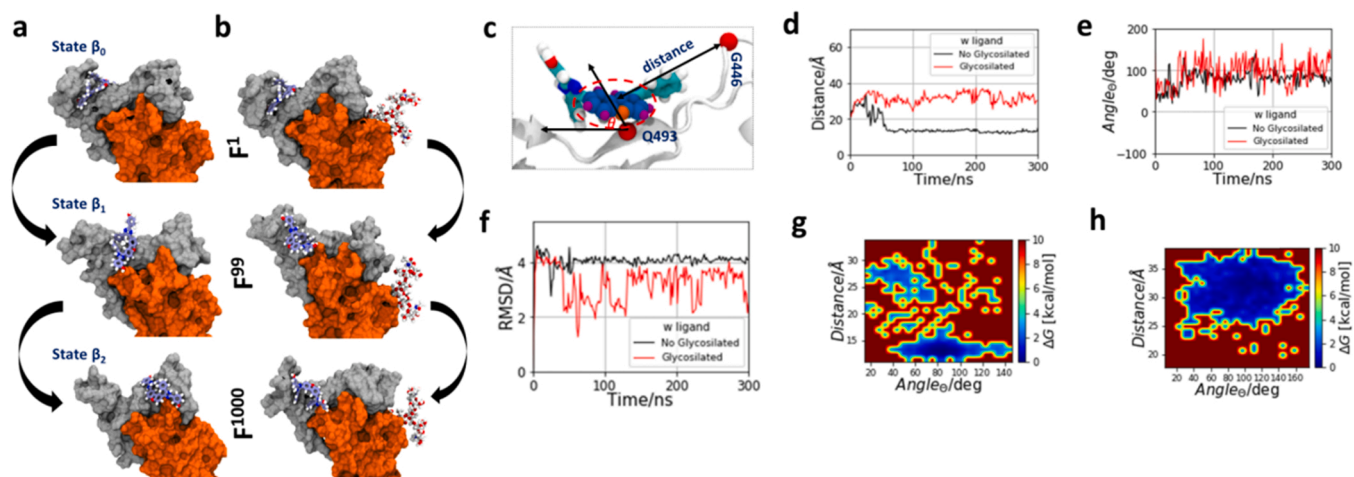 a
b
State β0
State β1
State β2
F1
F99
F1000
c
distance
G446
Q493
θ
d
Distance/Å
60
40
20
0
w ligand
No Glycosilated
Glycosilated
0
100
200
300
Time/ns
e
AngleΘ/deg
200
100
0
−100
w ligand
No Glycosilated
Glycosilated
0
100
200
300
Time/ns
f
RMSD/Å
4
2
0
w ligand
No Glycosilated
Glycosilated
0
100
200
300
Time/ns
g
Distance/Å
30
25
20
15
20 40 60 80 100 120 140
AngleΘ/deg
10
8
6
4
2
0
ΔG [kcal/mol]
h
Distance/Å
35
30
25
20
20 40 60 80 100 120 140 160
AngleΘ/deg
10
8
6
4
2
0
ΔG [kcal/mol]